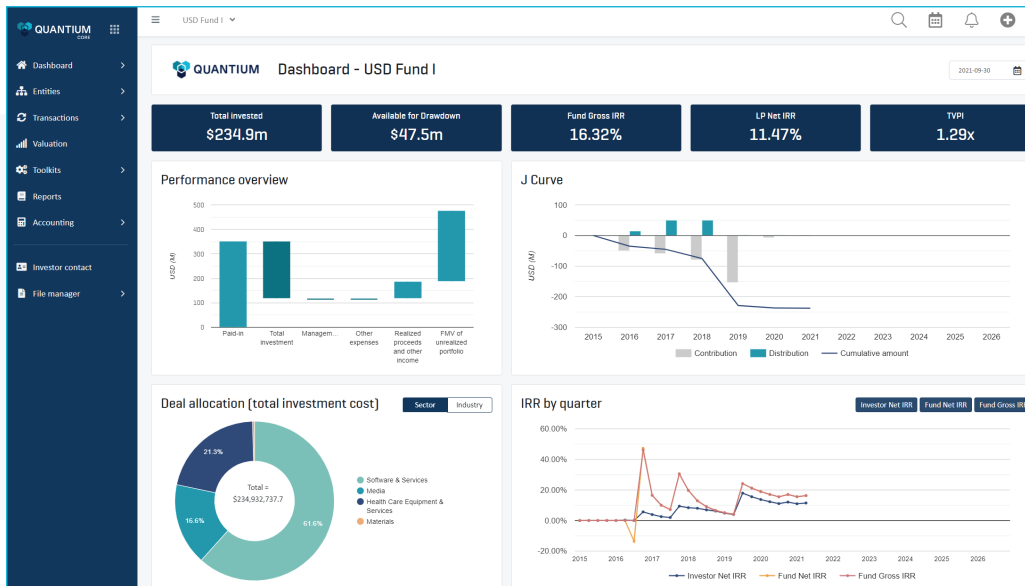 QUANTIUM
CORE
Dashboard
Entities
Transactions
Valuation
Toolkits
Reports
Accounting
Investor contact
File manager
USD Fund I
QUANTIUM
Dashboard - USD Fund I
2021-09-30
Total invested
$234.9m
Available for Drawdown
$47.5m
Fund Gross IRR
16.32%
LP Net IRR
11.47%
TVPI
1.29x
Performance overview
500
400
300
200
100
0
USD (M)
Paid-in
Total
investment
Managem...
Other
expenses
Realized
proceeds
and other
income
FMV of
unrealized
portfolio
J Curve
100
0
-100
-200
-300
USD (M)
2015 2016 2017 2018 2019 2020 2021 2022 2023 2024 2025 2026
Contribution Distribution Cumulative amount
Deal allocation (total investment cost)
Sector Industry
21.3%
16.6%
61.6%
Total =
$234,932,737.7
Software & Services
Media
Health Care Equipment &
Services
Materials
IRR by quarter
Investor Net IRR Fund Net IRR Fund Gross IRR
60.00%
40.00%
20.00%
0.00%
-20.00%
2015 2016 2017 2018 2019 2020 2021 2022 2023 2024 2025 2026
Investor Net IRR Fund Net IRR Fund Gross IRR